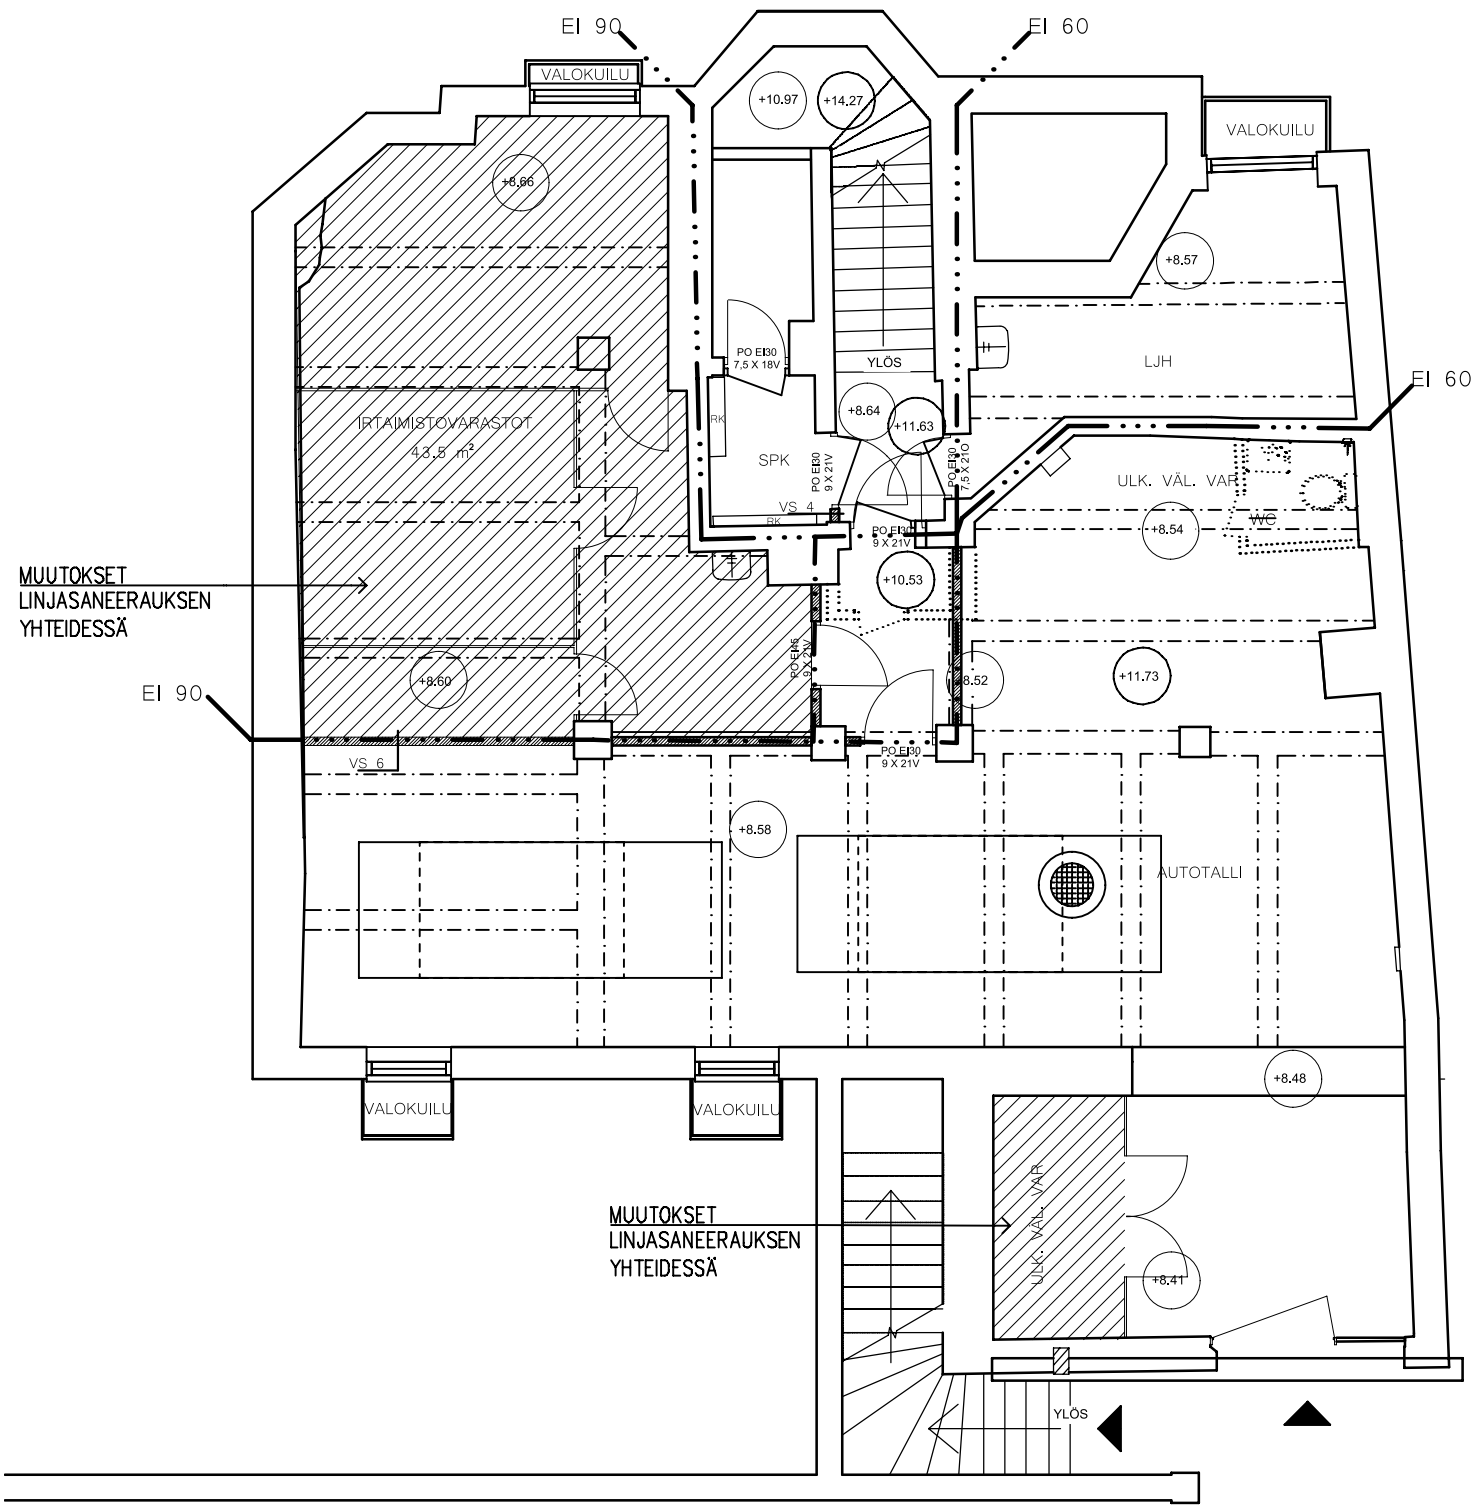 EI 90
EI 60
VALOKUILU
+10.97
+14.27
VALOKUILU
+8.66
N
+8.57
PO EI30
7,5 X 18V
YLÖS
LJH
EI 60
+8.64
+11.63
RK
IRTAIMISTOVARASTOT
43.5 m²
SPK
PO EI30
9 X 21V
PO EI30
7,5 X 21O
ULK. VÄL. VAR
VS 4
RK
WC
+8.54
PO EI30
9 X 21V
+10.53
MUUTOKSET
LINJASANEERAUKSEN
YHTEIDESSÄ
PO EI45
9 X 21V
+8.60
+8.52
+11.73
EI 90
VS 6
PO EI30
9 X 21V
+8.58
AUTOTALLI
+8.48
VALOKUILU
VALOKUILU
ULK. VÄL. VAR
MUUTOKSET
LINJASANEERAUKSEN
YHTEIDESSÄ
+8.41
N
YLÖS